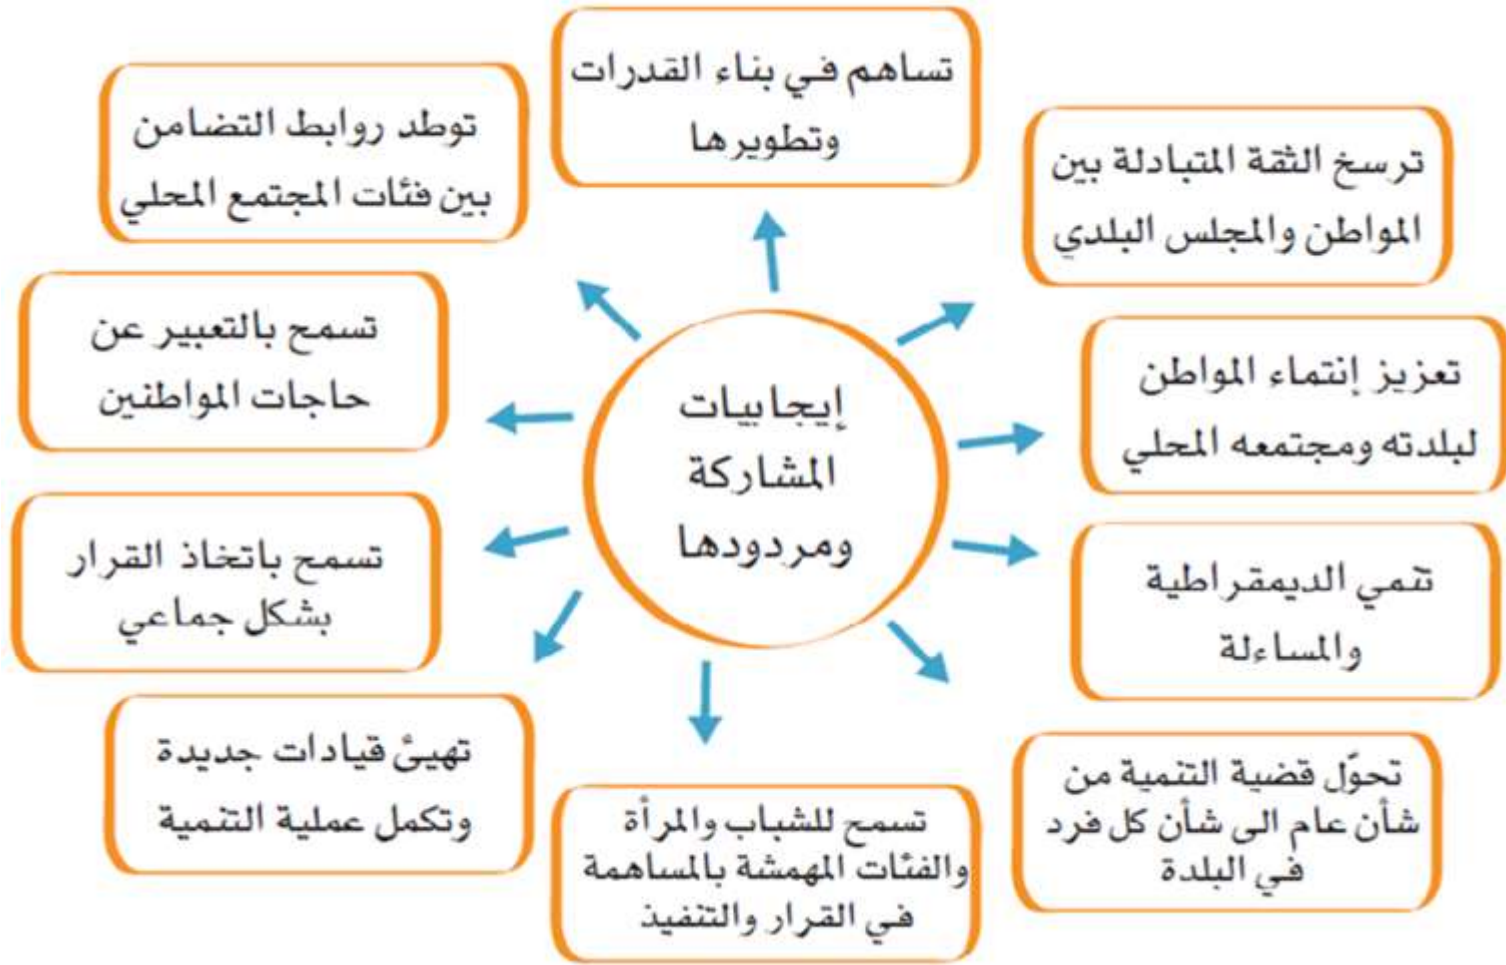 تساهم في بناء القدرات
وتطويرها
ترسخ الثقة المتبادلة بين
المواطن والمجلس البلدي
تعزيز إنتماء المواطن
لبلدته ومجتمعه المحلي
تنمي الديمقراطية
والمساءلة
تحوّل قضية التنمية من
شأن عام الى شأن كل فرد
في البلدة
تسمح للشباب والمرأة
والفئات المهمشة بالمساهمة
في القرار والتنفيذ
تهيئ قيادات جديدة
وتكمل عملية التنمية
تسمح باتخاذ القرار
بشكل جماعي
تسمح بالتعبير عن
حاجات المواطنين
توطد روابط التضامن
بين فئات المجتمع المحلي
إيجابيات
المشاركة
ومردودها